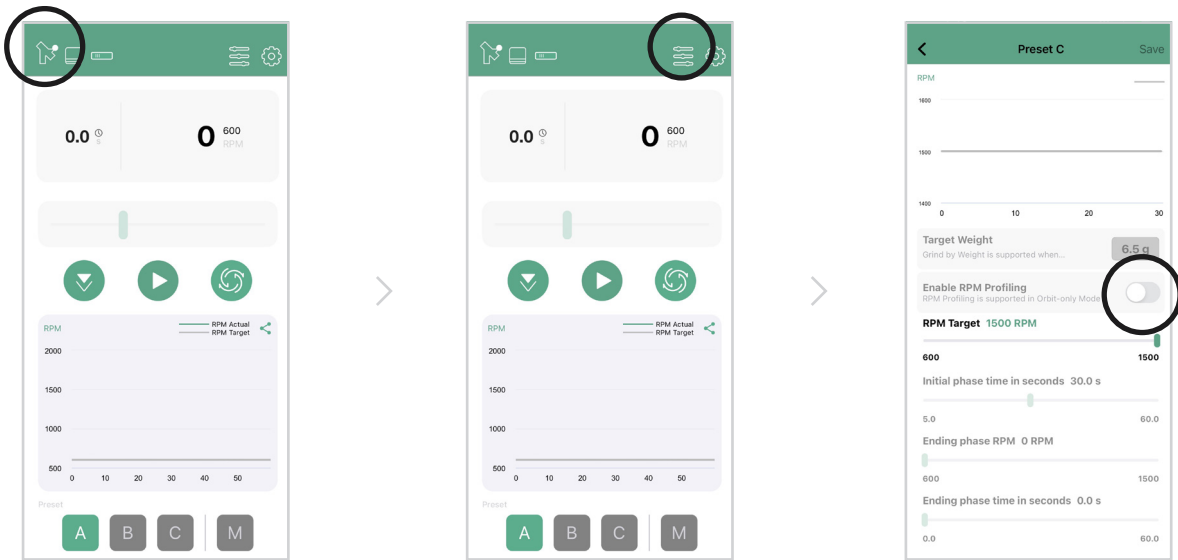 0.0
s
0
600
RPM
RPM
RPM Actual
RPM Target
2000
1500
1000
500
0 10 20 30 40 50
Preset
A B C M
0.0
s
0
600
RPM
RPM
RPM Actual
RPM Target
2000
1500
1000
500
0 10 20 30 40 50
Preset
A B C M
Preset C Save
RPM
1600
1500
1400
0 10 20 30
Target Weight
Grind by Weight is supported when...
6.5 g
Enable RPM Profiling
RPM Profiling is supported in Orbit-only Mode
RPM Target 1500 RPM
600 1500
Initial phase time in seconds 30.0 s
5.0 60.0
Ending phase RPM 0 RPM
600 1500
Ending phase time in seconds 0.0 s
0.0 60.0